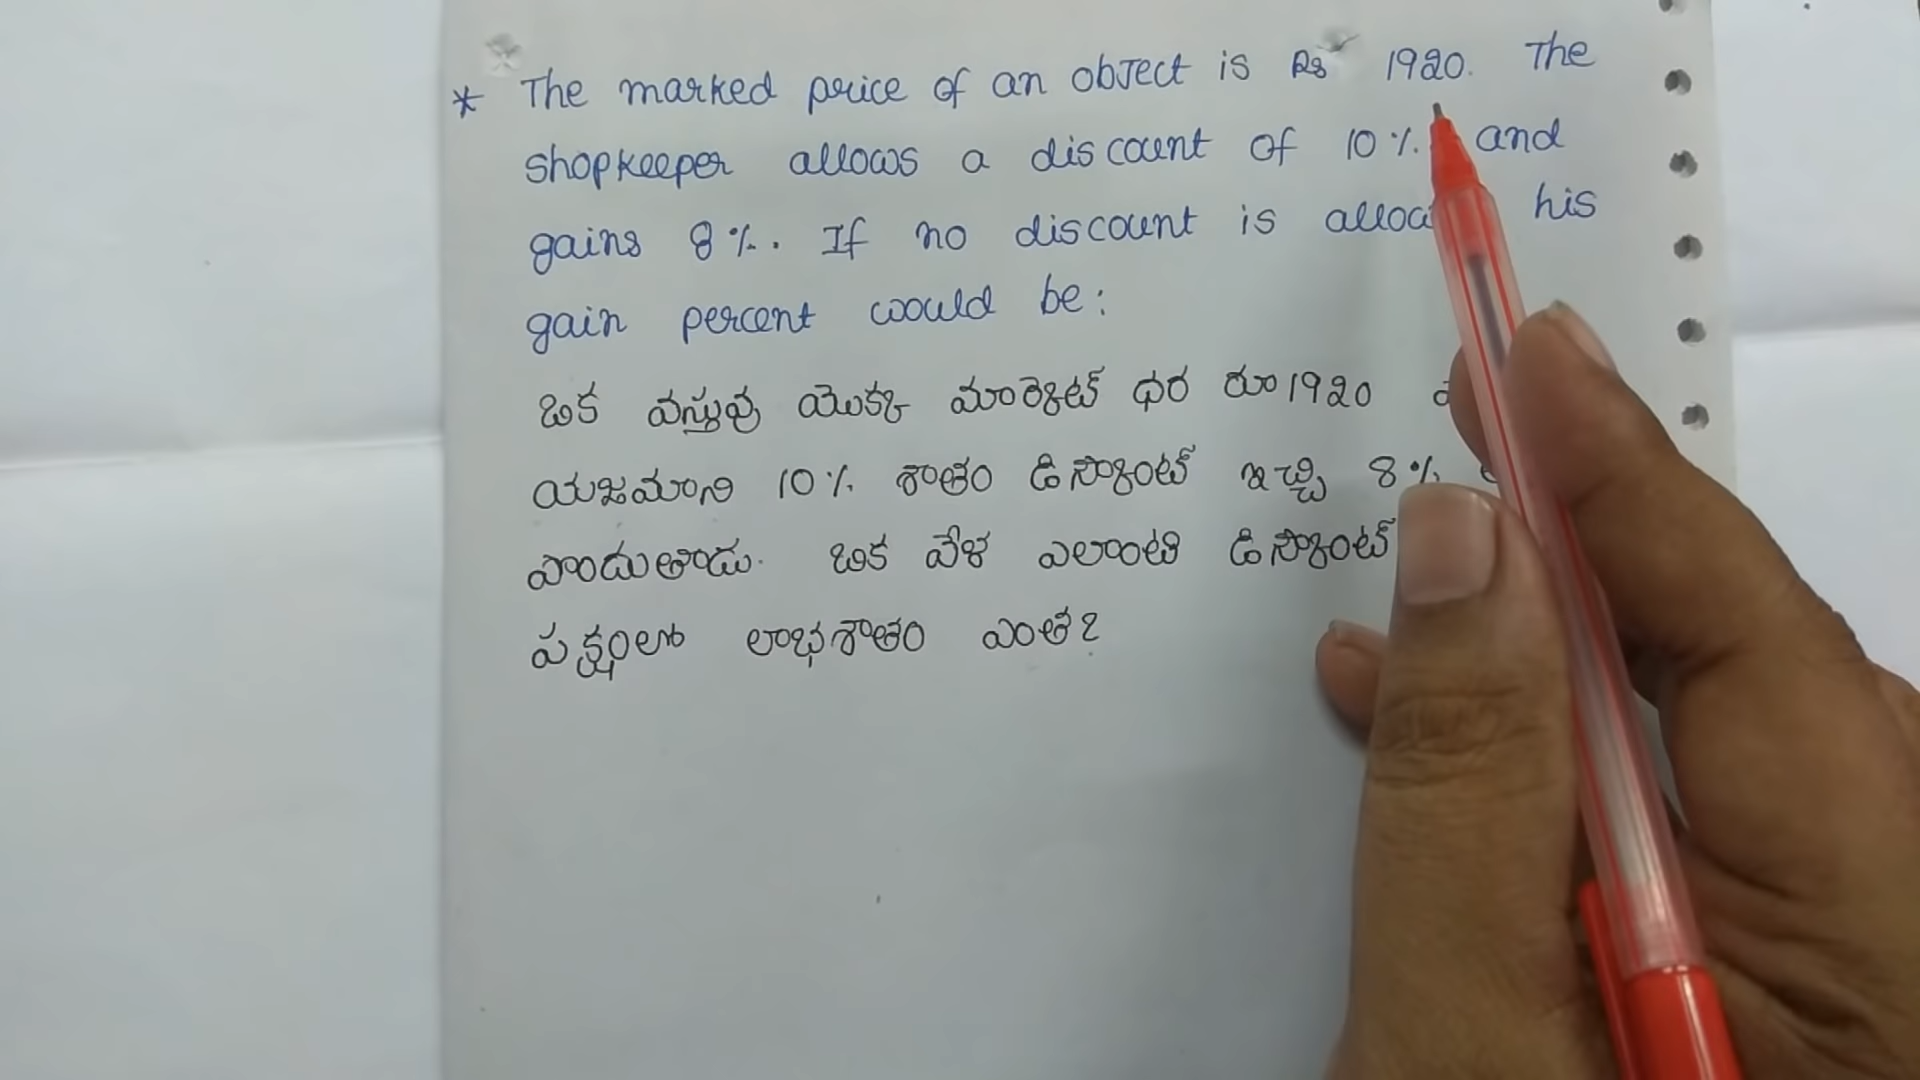 * The marked price of an object is Rs 1920. The
shopkeeper allows a discount of 10% and
gains 8%. If no discount is his
gain percent would be:
ఒక వస్తువు యొక్క మార్కెట్ ధర రూ 1920
యజమాని 10% శాతం డిస్కౌంట్ ఇచ్చి 8%
పొందుతాడు. ఒక వేళ ఎలాంటి డిస్కౌంట్
పక్షంలో లాభశాతం ఎంత?